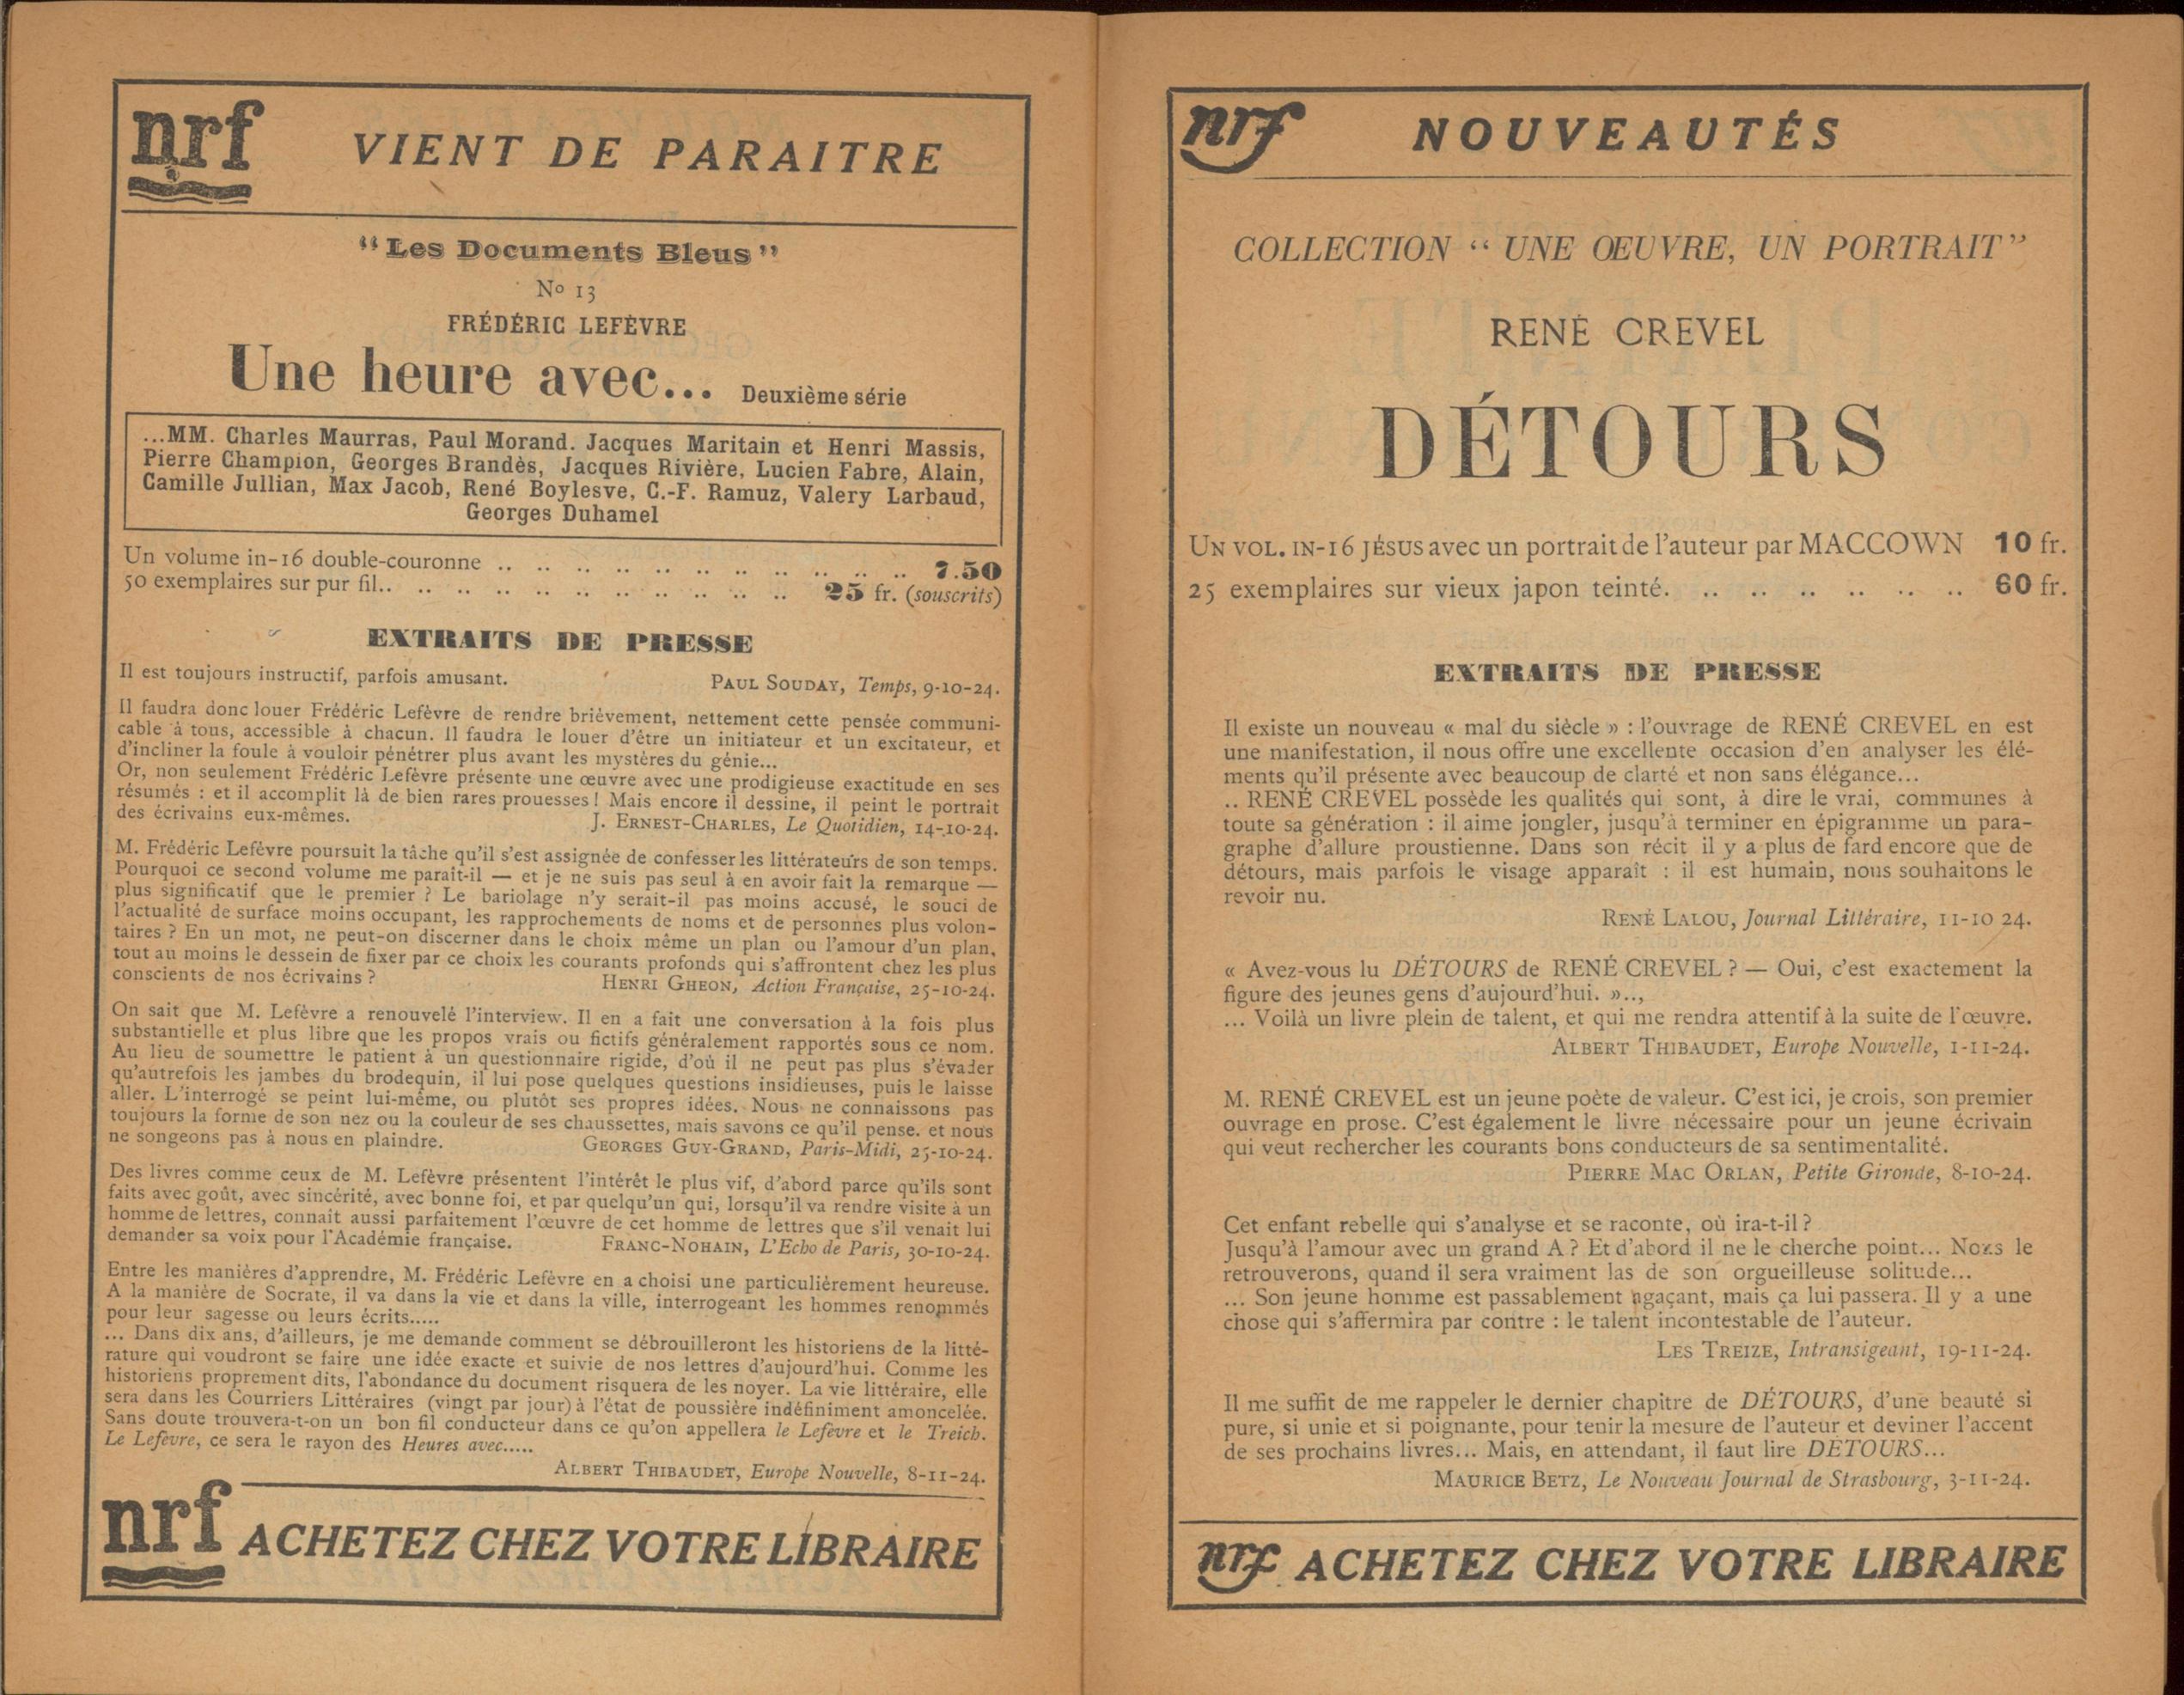 nrf
VIENT DE PARAITRE
“Les Documents Bleus”
No 13
FRÉDÉRIC LEFÈVRE
Une heure avec... Deuxième série
...MM. Charles Maurras, Paul Morand. Jacques Maritain et Henri Massis,
Pierre Champion, Georges Brandès, Jacques Rivière, Lucien Fabre, Alain,
Camille Jullian, Max Jacob, René Boylesve, C.-F. Ramuz, Valery Larbaud,
Georges Duhamel
Un volume in-16 double-couronne .. .. .. .. .. .. .. .. .. .. .. 7.50
50 exemplaires sur pur fil.. .. .. .. .. .. .. .. .. .. .. 25 fr. (souscrits)
EXTRAITS DE PRESSE
Il est toujours instructif, parfois amusant.
PAUL SOUDAY, Temps, 9-10-24.
Il faudra donc louer Frédéric Lefèvre de rendre brièvement, nettement cette pensée communi-
cable à tous, accessible à chacun. Il faudra le louer d'être un initiateur et un excitateur, et
d'incliner la foule à vouloir pénétrer plus avant les mystères du génie...
Or, non seulement Frédéric Lefèvre présente une œuvre avec une prodigieuse exactitude en ses
résumés : et il accomplit là de bien rares prouesses ! Mais encore il dessine, il peint le portrait
des écrivains eux-mêmes. J. ERNEST-CHARLES, Le Quotidien, 14-10-24.
M. Frédéric Lefèvre poursuit la tâche qu'il s'est assignée de confesser les littérateurs de son temps.
Pourquoi ce second volume me paraît-il — et je ne suis pas seul à en avoir fait la remarque —
plus significatif que le premier ? Le bariolage n'y serait-il pas moins accusé, le souci de
l'actualité de surface moins occupant, les rapprochements de noms et de personnes plus volon-
taires ? En un mot, ne peut-on discerner dans le choix même un plan ou l'amour d'un plan,
tout au moins le dessein de fixer par ce choix les courants profonds qui s'affrontent chez les plus
conscients de nos écrivains ? HENRI GHEON, Action Française, 25-10-24.
On sait que M. Lefèvre a renouvelé l'interview. Il en a fait une conversation à la fois plus
substantielle et plus libre que les propos vrais ou fictifs généralement rapportés sous ce nom.
Au lieu de soumettre le patient à un questionnaire rigide, d'où il ne peut pas plus s'évader
qu'autrefois les jambes du brodequin, il lui pose quelques questions insidieuses, puis le laisse
aller. L'interrogé se peint lui-même, ou plutôt ses propres idées. Nous ne connaissons pas
toujours la forme de son nez ou la couleur de ses chaussettes, mais savons ce qu'il pense. et nous
ne songeons pas à nous en plaindre. GEORGES GUY-GRAND, Paris-Midi, 25-10-24.
Des livres comme ceux de M. Lefèvre présentent l'intérêt le plus vif, d'abord parce qu'ils sont
faits avec goût, avec sincérité, avec bonne foi, et par quelqu'un qui, lorsqu'il va rendre visite à un
homme de lettres, connaît aussi parfaitement l'œuvre de cet homme de lettres que s'il venait lui
demander sa voix pour l'Académie française. FRANC-NOHAIN, L'Echo de Paris, 30-10-24.
Entre les manières d'apprendre, M. Frédéric Lefèvre en a choisi une particulièrement heureuse.
A la manière de Socrate, il va dans la vie et dans la ville, interrogeant les hommes renommés
pour leur sagesse ou leurs écrits.....
... Dans dix ans, d'ailleurs, je me demande comment se débrouilleront les historiens de la litté-
rature qui voudront se faire une idée exacte et suivie de nos lettres d'aujourd'hui. Comme les
historiens proprement dits, l'abondance du document risquera de les noyer. La vie littéraire, elle
sera dans les Courriers Littéraires (vingt par jour) à l'état de poussière indéfiniment amoncelée.
Sans doute trouvera-t-on un bon fil conducteur dans ce qu'on appellera le Lefèvre et le Treich.
Le Lefèvre, ce sera le rayon des Heures avec.....
ALBERT THIBAUDET, Europe Nouvelle, 8-11-24.
nrf ACHETEZ CHEZ VOTRE LIBRAIRE
nrf
NOUVEAUTÉS
COLLECTION “ UNE ŒUVRE, UN PORTRAIT”
RENÉ CREVEL
DÉTOURS
UN VOL. IN-16 JÉSUS avec un portrait de l'auteur par MACCOWN 10 fr.
25 exemplaires sur vieux japon teinté. .. .. .. .. .. .. 60 fr.
EXTRAITS DE PRESSE
Il existe un nouveau « mal du siècle » : l'ouvrage de RENÉ CREVEL en est
une manifestation, il nous offre une excellente occasion d'en analyser les élé-
ments qu'il présente avec beaucoup de clarté et non sans élégance...
.. RENÉ CREVEL possède les qualités qui sont, à dire le vrai, communes à
toute sa génération : il aime jongler, jusqu'à terminer en épigramme un para-
graphe d'allure proustienne. Dans son récit il y a plus de fard encore que de
détours, mais parfois le visage apparaît : il est humain, nous souhaitons le
revoir nu.
RENÉ LALOU, Journal Littéraire, 11-10 24.
« Avez-vous lu DÉTOURS de RENÉ CREVEL ? — Oui, c'est exactement la
figure des jeunes gens d'aujourd'hui. »..,
... Voilà un livre plein de talent, et qui me rendra attentif à la suite de l'œuvre.
ALBERT THIBAUDET, Europe Nouvelle, 1-11-24.
M. RENÉ CREVEL est un jeune poète de valeur. C'est ici, je crois, son premier
ouvrage en prose. C'est également le livre nécessaire pour un jeune écrivain
qui veut rechercher les courants bons conducteurs de sa sentimentalité.
PIERRE MAC ORLAN, Petite Gironde, 8-10-24.
Cet enfant rebelle qui s'analyse et se raconte, où ira-t-il ?
Jusqu'à l'amour avec un grand A ? Et d'abord il ne le cherche point... Nous le
retrouverons, quand il sera vraiment las de son orgueilleuse solitude...
... Son jeune homme est passablement agaçant, mais ça lui passera. Il y a une
chose qui s'affermira par contre : le talent incontestable de l'auteur.
LES TREIZE, Intransigeant, 19-11-24.
Il me suffit de me rappeler le dernier chapitre de DÉTOURS, d'une beauté si
pure, si unie et si poignante, pour tenir la mesure de l'auteur et deviner l'accent
de ses prochains livres... Mais, en attendant, il faut lire DÉTOURS...
MAURICE BETZ, Le Nouveau Journal de Strasbourg, 3-11-24.
nrf ACHETEZ CHEZ VOTRE LIBRAIRE